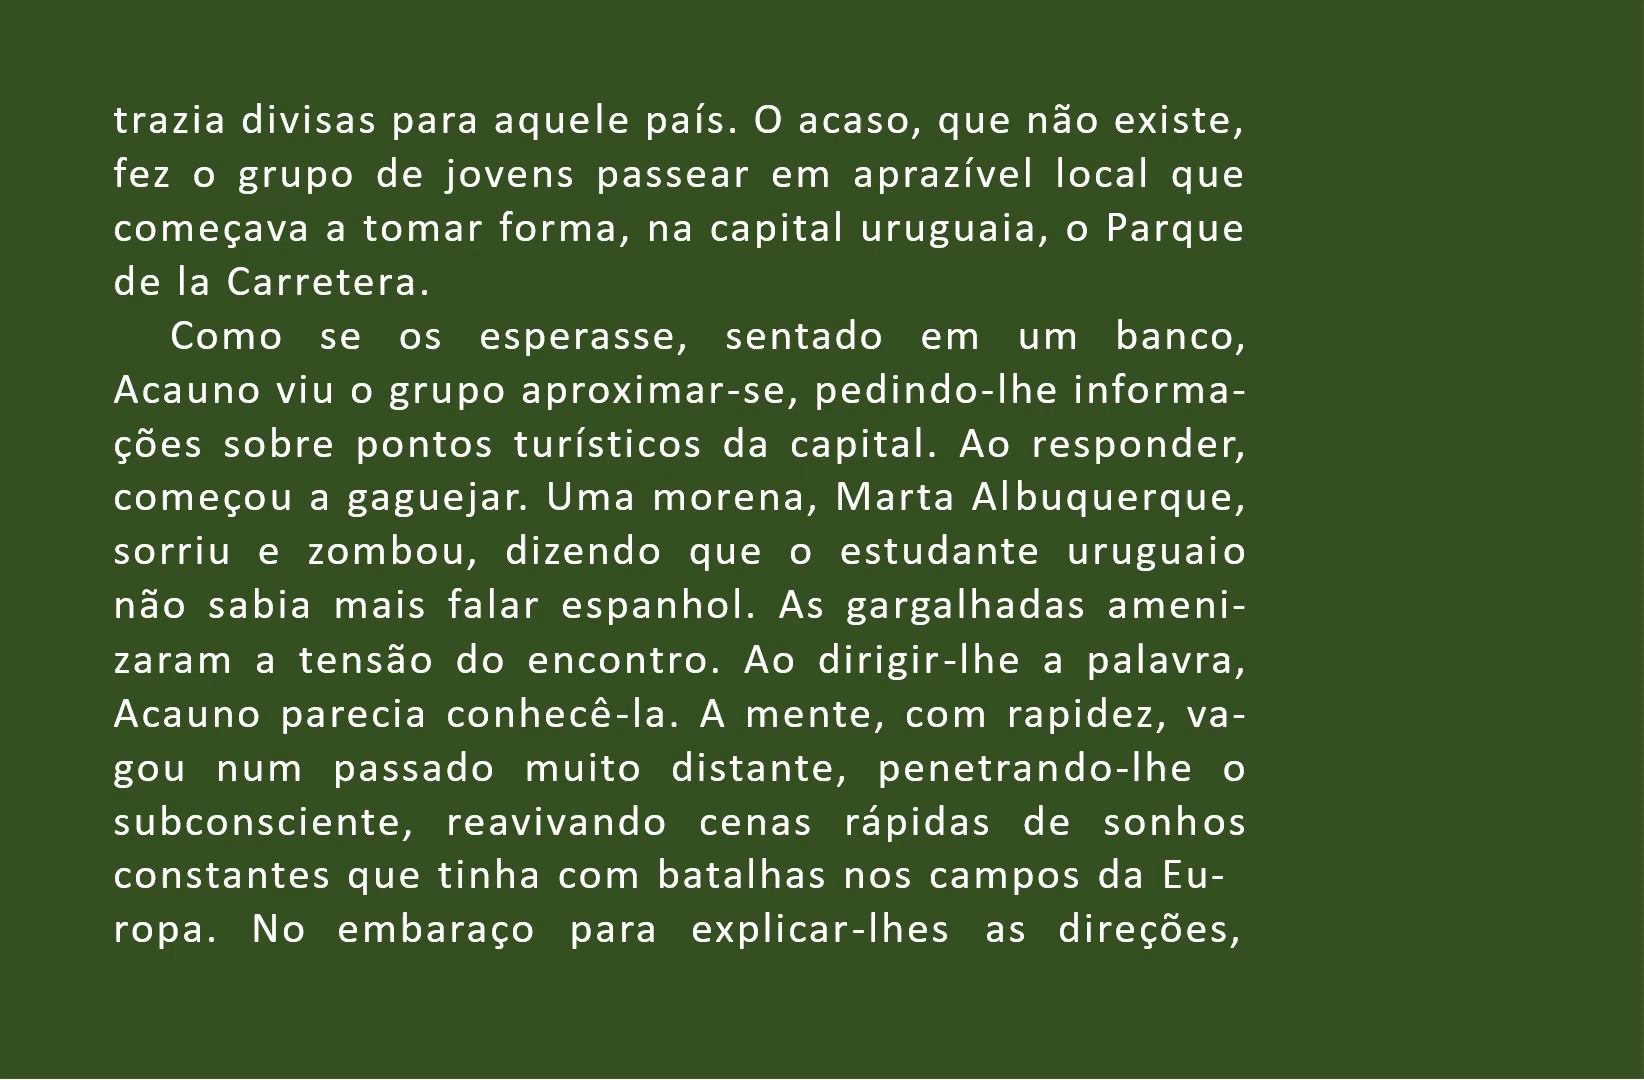 trazia divisas para aquele país. O acaso, que não existe,
fez o grupo de jovens passear em aprazível local que
começava a tomar forma, na capital uruguaia, o Parque
de la Carretera.
Como se os esperasse, sentado em um banco,
Acauno viu o grupo aproximar-se, pedindo-lhe informa-
ções sobre pontos turísticos da capital. Ao responder,
começou a gaguejar. Uma morena, Marta Albuquerque,
sorriu e zombou, dizendo que o estudante uruguaio
não sabia mais falar espanhol. As gargalhadas ameni-
zaram a tensão do encontro. Ao dirigir-lhe a palavra,
Acauno parecia conhecê-la. A mente, com rapidez, va-
gou num passado muito distante, penetrando-lhe o
subconsciente, reavivando cenas rápidas de sonhos
constantes que tinha com batalhas nos campos da Eu-
ropa. No embaraço para explicar-lhes as direções,